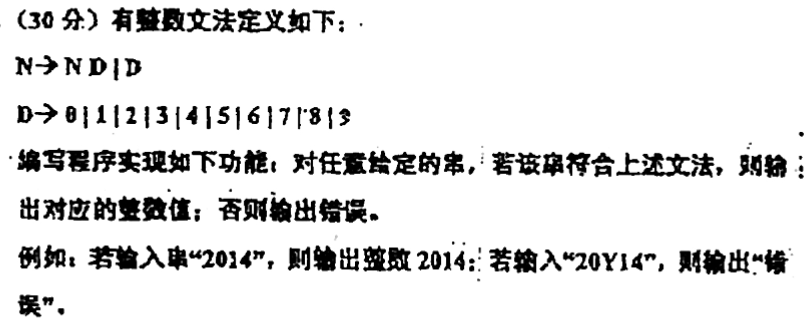 （30 分）有整数文法定义如下：
N→N D|D
D→0|1|2|3|4|5|6|7|8|9
编写程序实现如下功能：对任意给定的串，若该串符合上述文法，则输
出对应的整数值；否则输出错误。
例如：若输入串“2014”，则输出整数 2014；若输入“20Y14”，则输出“错
误”。